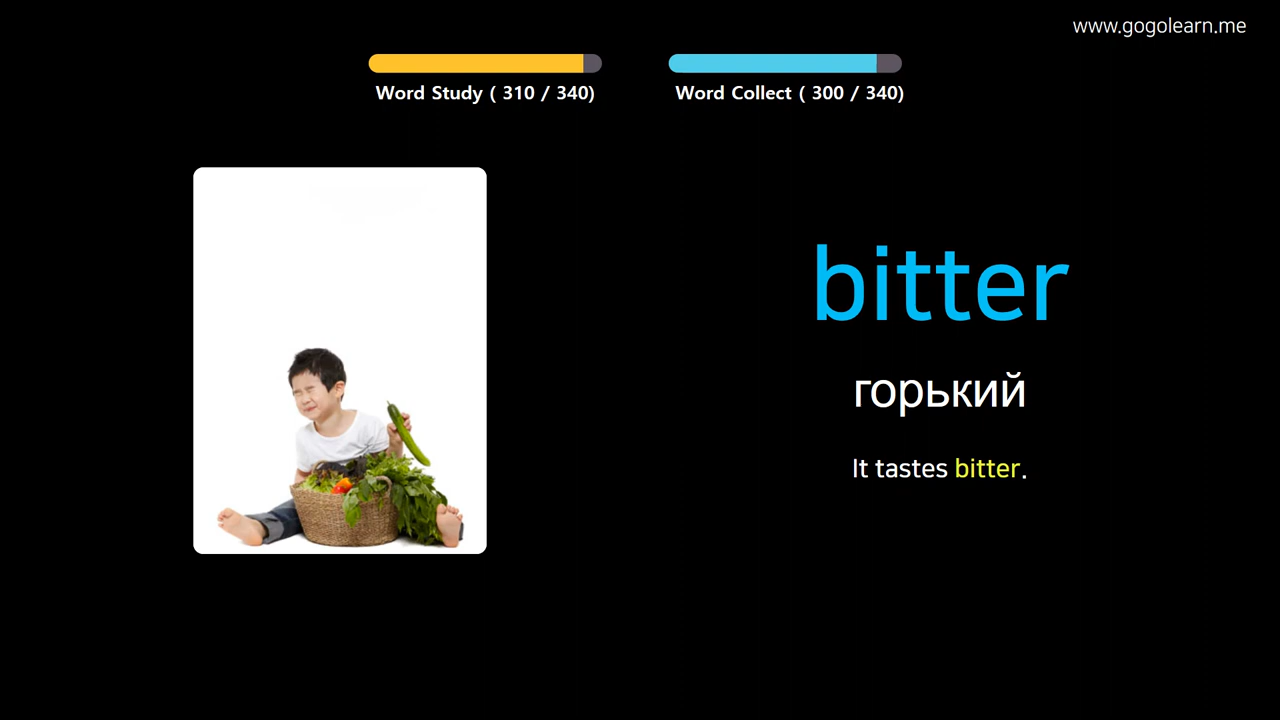 www.gogolearn.me
Word Study ( 310 / 340)
Word Collect ( 300 / 340)
bitter
горький
It tastes bitter.